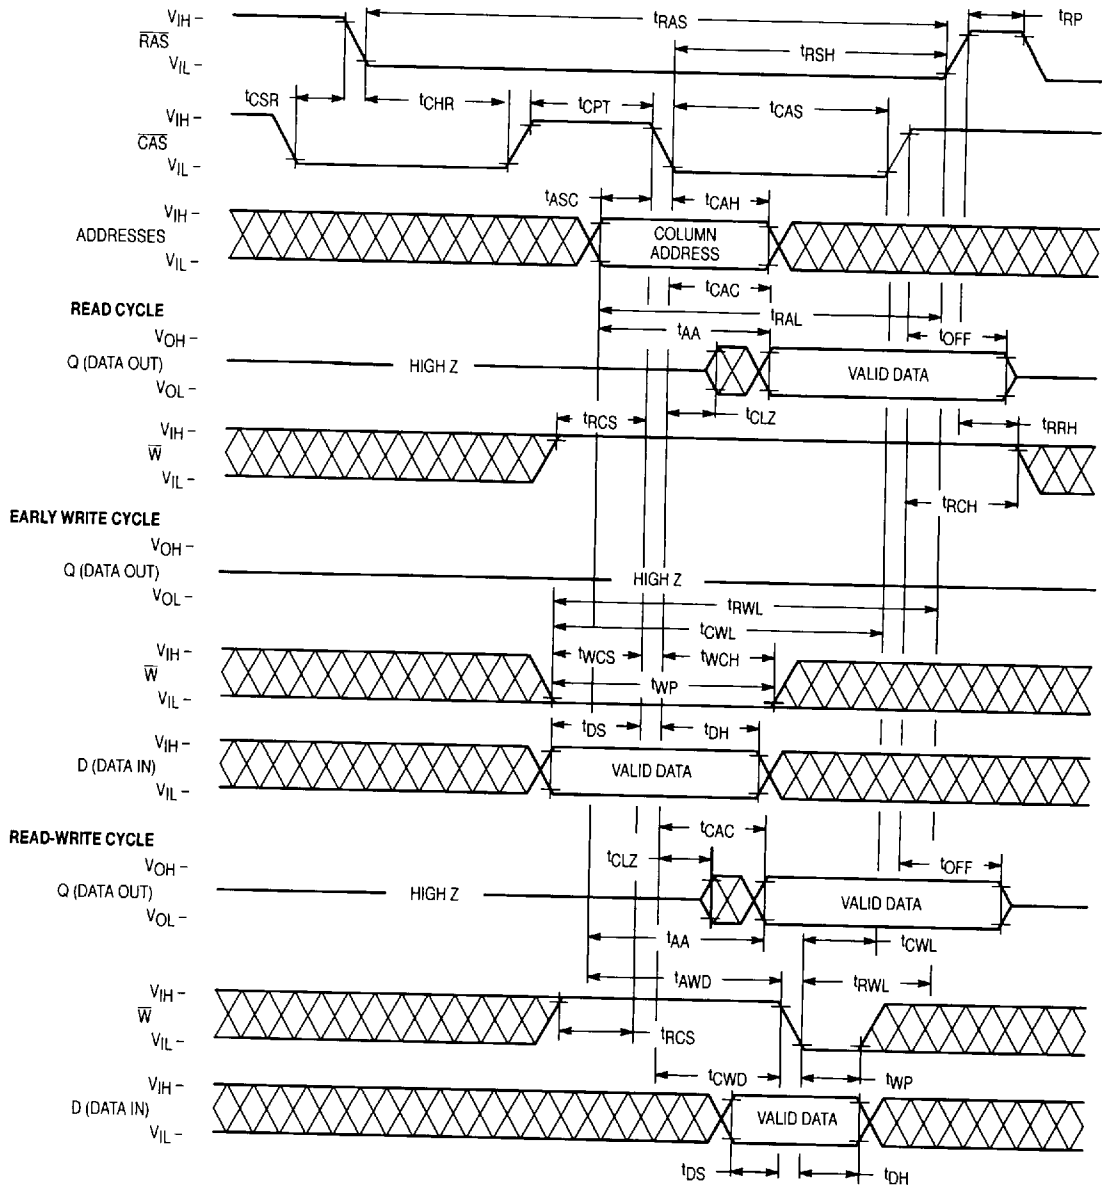 VIH
tRAS
tRP
RAS
tRSH
VIL
tCSR
tCHR
tCPT
tCAS
VIH
CAS
VIL
tASC
tCAH
VIH
ADDRESSES
COLUMN
ADDRESS
VIL
tCAC
READ CYCLE
tRAL
tAA
tOFF
VOH
Q (DATA OUT)
HIGH Z
VALID DATA
VOL
tRCS
tCLZ
tRRH
VIH
W
VIL
tRCH
EARLY WRITE CYCLE
VOH
Q (DATA OUT)
HIGH Z
VOL
tRWL
tCWL
VIH
tWCS
tWCH
W
tWP
VIL
tDS
tDH
VIH
D (DATA IN)
VALID DATA
VIL
tCAC
READ-WRITE CYCLE
tCLZ
tOFF
VOH
Q (DATA OUT)
HIGH Z
VALID DATA
VOL
tAA
tCWL
tAWD
tRWL
VIH
W
tRCS
VIL
tCWD
tWP
VIH
D (DATA IN)
VALID DATA
VIL
tDS
tDH